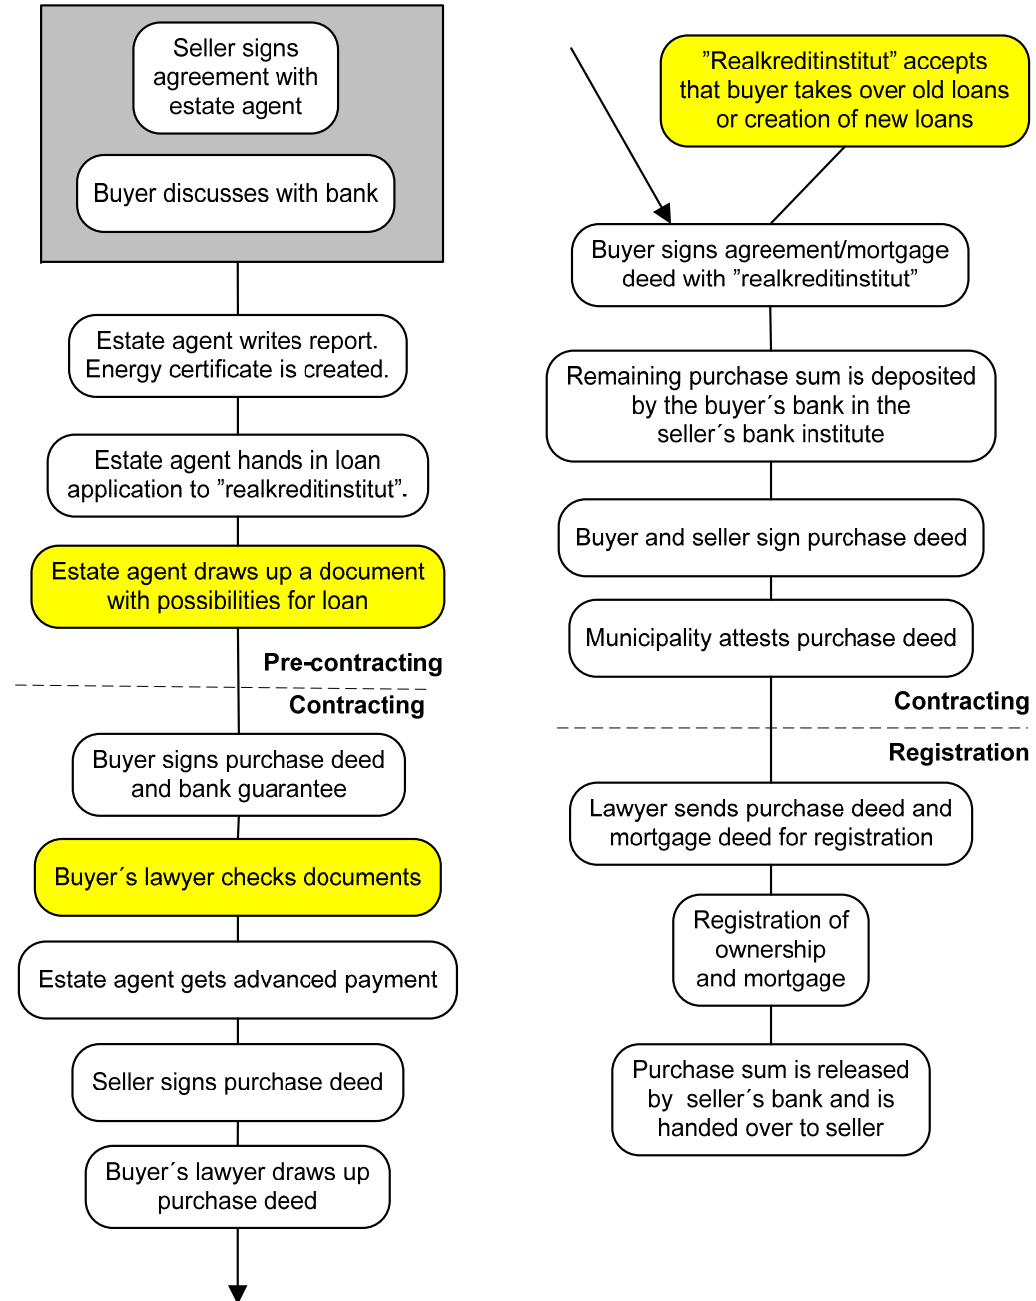 Seller signs
agreement with
estate agent
Buyer discusses with bank
Estate agent writes report.
Energy certificate is created.
Estate agent hands in loan
application to ”realkreditinstitut”.
Estate agent draws up a document
with possibilities for loan
Pre-contracting
Contracting
Buyer signs purchase deed
and bank guarantee
Buyer´s lawyer checks documents
Estate agent gets advanced payment
Seller signs purchase deed
Buyer´s lawyer draws up
purchase deed
”Realkreditinstitut” accepts
that buyer takes over old loans
or creation of new loans
Buyer signs agreement/mortgage
deed with ”realkreditinstitut”
Remaining purchase sum is deposited
by the buyer´s bank in the
seller´s bank institute
Buyer and seller sign purchase deed
Municipality attests purchase deed
Contracting
Registration
Lawyer sends purchase deed and
mortgage deed for registration
Registration of
ownership
and mortgage
Purchase sum is released
by seller´s bank and is
handed over to seller